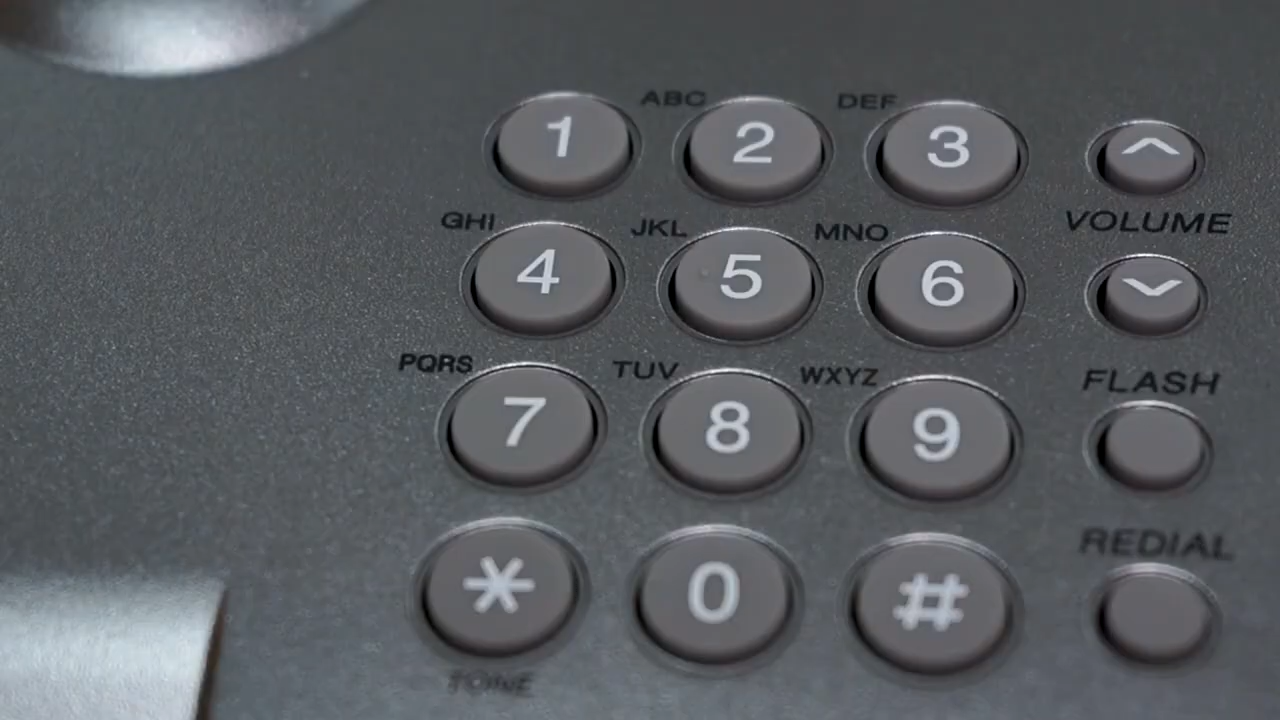 ABC DEF
1 2 3 ^
VOLUME
GHI JKL MNO
4 5 6 ⌄
PQRS TUV WXYZ FLASH
7 8 9
REDIAL
* 0 #
TONE